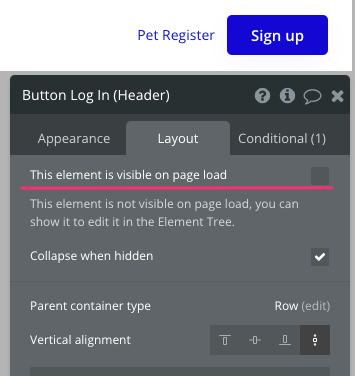 Pet Register
Sign up
Button Log In (Header)
Appearance
Layout
Conditional (1)
This element is visible on page load
This element is not visible on page load, you can
show it to edit it in the Element Tree.
Collapse when hidden
Parent container type
Row (edit)
Vertical alignment